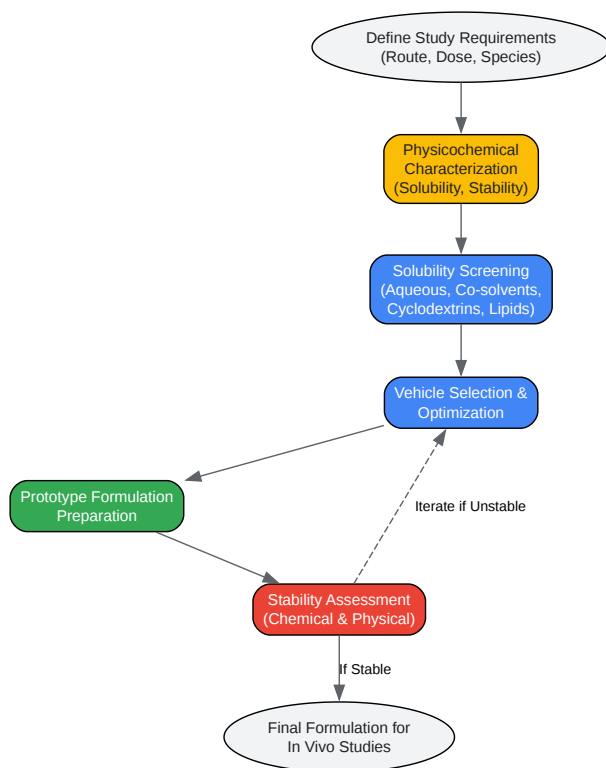 Define Study Requirements
(Route, Dose, Species)
Physicochemical
Characterization
(Solubility, Stability)
Solubility Screening
(Aqueous, Co-solvents,
Cyclodextrins, Lipids)
Vehicle Selection &
Optimization
Prototype Formulation
Preparation
Iterate if Unstable
Stability Assessment
(Chemical & Physical)
If Stable
Final Formulation for
In Vivo Studies